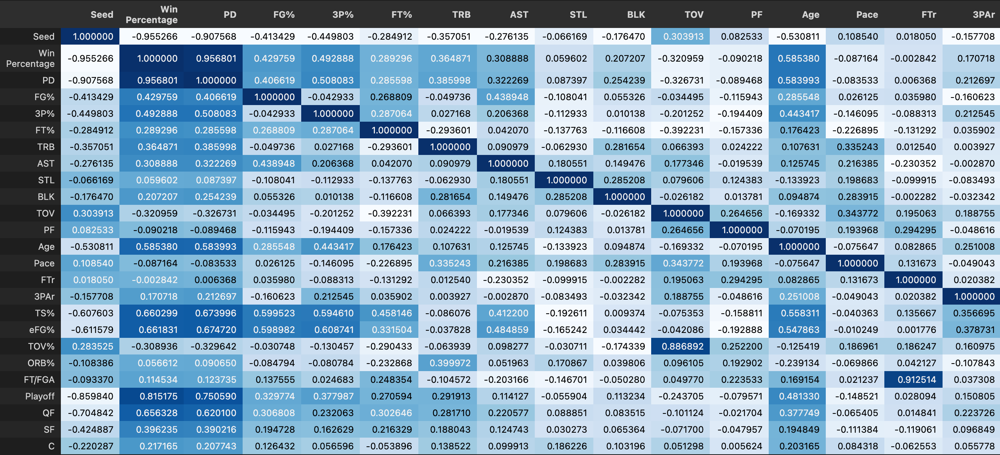 Seed Win Percentage PD FG% 3P% FT% TRB AST STL BLK TOV PF Age Pace FTr 3PAr
Seed 1.000000 -0.955266 -0.907568 -0.413429 -0.449803 -0.284912 -0.357051 -0.276135 -0.066169 -0.176470 0.303913 0.082533 -0.530811 0.108540 0.018050 -0.157708
Win Percentage -0.955266 1.000000 0.956801 0.429759 0.492888 0.289296 0.364871 0.308888 0.059602 0.207207 -0.320959 -0.090218 0.585380 -0.087164 -0.002842 0.170718
PD -0.907568 0.956801 1.000000 0.406619 0.508083 0.285598 0.385998 0.322269 0.087397 0.254239 -0.326731 -0.089468 0.583993 -0.083533 0.006368 0.212697
FG% -0.413429 0.429759 0.406619 1.000000 -0.042933 0.268809 -0.049736 0.438948 -0.108041 0.055326 -0.034495 -0.115943 0.285548 0.026125 0.035980 -0.160623
3P% -0.449803 0.492888 0.508083 -0.042933 1.000000 0.287064 0.027168 0.206368 -0.112933 0.010138 -0.201252 -0.194409 0.443417 -0.146095 -0.088313 0.212545
FT% -0.284912 0.289296 0.285598 0.268809 0.287064 1.000000 -0.293601 0.042070 -0.137763 -0.116608 -0.392231 -0.157336 0.176423 -0.226895 -0.131292 0.035902
TRB -0.357051 0.364871 0.385998 -0.049736 0.027168 -0.293601 1.000000 0.090979 -0.062930 0.281654 0.066393 0.024222 0.107631 0.335243 0.012540 0.003927
AST -0.276135 0.308888 0.322269 0.438948 0.206368 0.042070 0.090979 1.000000 0.180551 0.149476 0.177346 -0.019539 0.125745 0.216385 -0.230352 -0.002870
STL -0.066169 0.059602 0.087397 -0.108041 -0.112933 -0.137763 -0.062930 0.180551 1.000000 0.285208 0.079606 0.124383 -0.133923 0.198683 -0.099915 -0.083493
BLK -0.176470 0.207207 0.254239 0.055326 0.010138 -0.116608 0.281654 0.149476 0.285208 1.000000 -0.026182 0.013781 0.094874 0.283915 -0.002282 -0.032342
TOV 0.303913 -0.320959 -0.326731 -0.034495 -0.201252 -0.392231 0.066393 0.177346 0.079606 -0.026182 1.000000 0.264656 -0.169332 0.343772 0.195063 0.188755
PF 0.082533 -0.090218 -0.089468 -0.115943 -0.194409 -0.157336 0.024222 -0.019539 0.124383 0.013781 0.264656 1.000000 -0.070195 0.193968 0.294295 -0.048616
Age -0.530811 0.585380 0.583993 0.285548 0.443417 0.176423 0.107631 0.125745 -0.133923 0.094874 -0.169332 -0.070195 1.000000 -0.075647 0.082865 0.251008
Pace 0.108540 -0.087164 -0.083533 0.026125 -0.146095 -0.226895 0.335243 0.216385 0.198683 0.283915 0.343772 0.193968 -0.075647 1.000000 0.131673 -0.049043
FTr 0.018050 -0.002842 0.006368 0.035980 -0.088313 -0.131292 0.012540 -0.230352 -0.099915 -0.002282 0.195063 0.294295 0.082865 0.131673 1.000000 0.020382
3PAr -0.157708 0.170718 0.212697 -0.160623 0.212545 0.035902 0.003927 -0.002870 -0.083493 -0.032342 0.188755 -0.048616 0.251008 -0.049043 0.020382 1.000000
TS% -0.607603 0.660299 0.673996 0.599523 0.594610 0.458146 -0.086076 0.412200 -0.192611 0.009374 -0.075353 -0.158811 0.558311 -0.040363 0.135667 0.356695
eFG% -0.611579 0.661831 0.674720 0.598982 0.608741 0.331504 -0.037828 0.484859 -0.165242 0.034442 -0.042086 -0.192888 0.547863 -0.010249 0.001776 0.378731
TOV% 0.283525 -0.308936 -0.329642 -0.030748 -0.130457 -0.290433 -0.063939 0.098277 -0.030711 -0.174339 0.886892 0.252200 -0.125419 0.186961 0.186247 0.160975
ORB% -0.108386 0.056612 0.090650 -0.084794 -0.080784 -0.232868 0.399972 0.051963 0.170867 0.039806 0.096105 0.192902 -0.239134 -0.069866 0.042127 -0.107843
FT/FGA -0.093370 0.114534 0.123735 0.137555 0.024683 0.248354 -0.104572 -0.203166 -0.146701 -0.050280 0.049770 0.223533 0.169154 0.021237 0.912514 0.037308
Playoff -0.859840 0.815175 0.750590 0.329774 0.377987 0.270594 0.291913 0.114127 -0.055904 0.113234 -0.243705 -0.079571 0.481330 -0.148521 0.028094 0.150805
QF -0.704842 0.656328 0.620100 0.306808 0.232063 0.302646 0.281710 0.220577 0.088851 0.083515 -0.101124 -0.021704 0.377749 -0.065405 0.014841 0.223726
SF -0.424887 0.396235 0.390216 0.194728 0.162629 0.216329 0.188043 0.124743 0.030273 0.065364 -0.071700 -0.047957 0.194849 -0.111384 -0.119061 0.096849
C -0.220287 0.217165 0.207743 0.126432 0.056596 -0.053896 0.138522 0.099913 0.186226 0.103196 0.051298 0.005624 0.203165 0.084318 -0.062553 0.055778